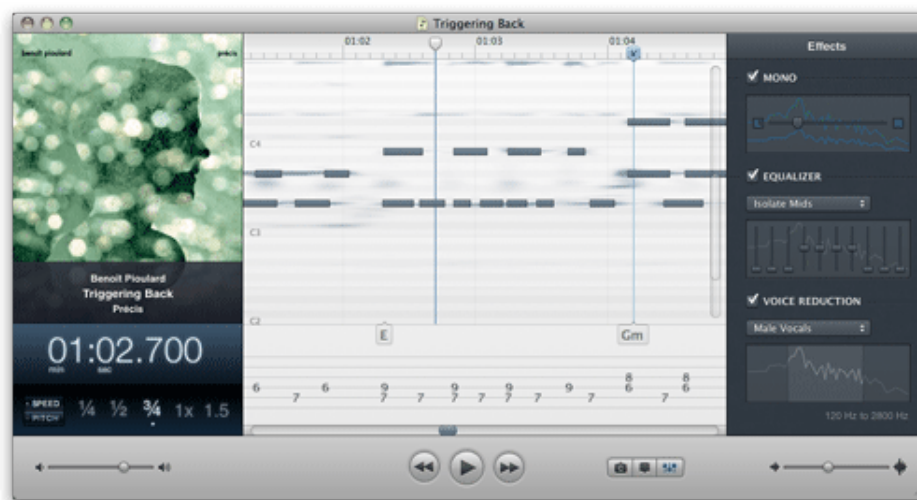 Triggering Back
benoît pioulard
précis
Benoît Pioulard
Triggering Back
Précis
01:02.700
min
sec
SPEED
PITCH
¼ ½ ¾ 1x 1.5
01:02 01:03 01:04
C4
C3
C2
E Gm
8 8
6 6 9 9 9 9 6 6
7 7 7 7 7 7 7 7 7
Effects
MONO
L
EQUALIZER
Isolate Mids
VOICE REDUCTION
Male Vocals
120 Hz to 2800 Hz